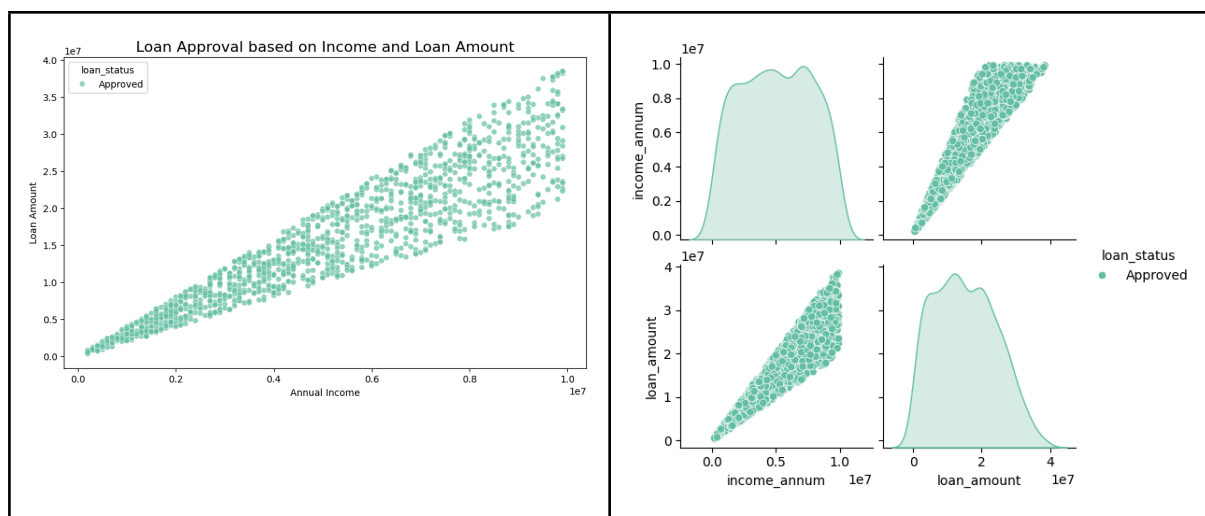 Loan Approval based on Income and Loan Amount
1e7
loan_status
Approved
4.0
3.5
3.0
2.5
2.0
1.5
1.0
0.5
0.0
Loan Amount
0.0 0.2 0.4 0.6 0.8 1.0
1e7
Annual Income
1e7
1.0
0.8
0.6
0.4
0.2
0.0
income_annum
1e7
4
3
2
1
0
loan_amount
0.0 0.5 1.0
1e7
income_annum
0 2 4
1e7
loan_amount
loan_status
Approved